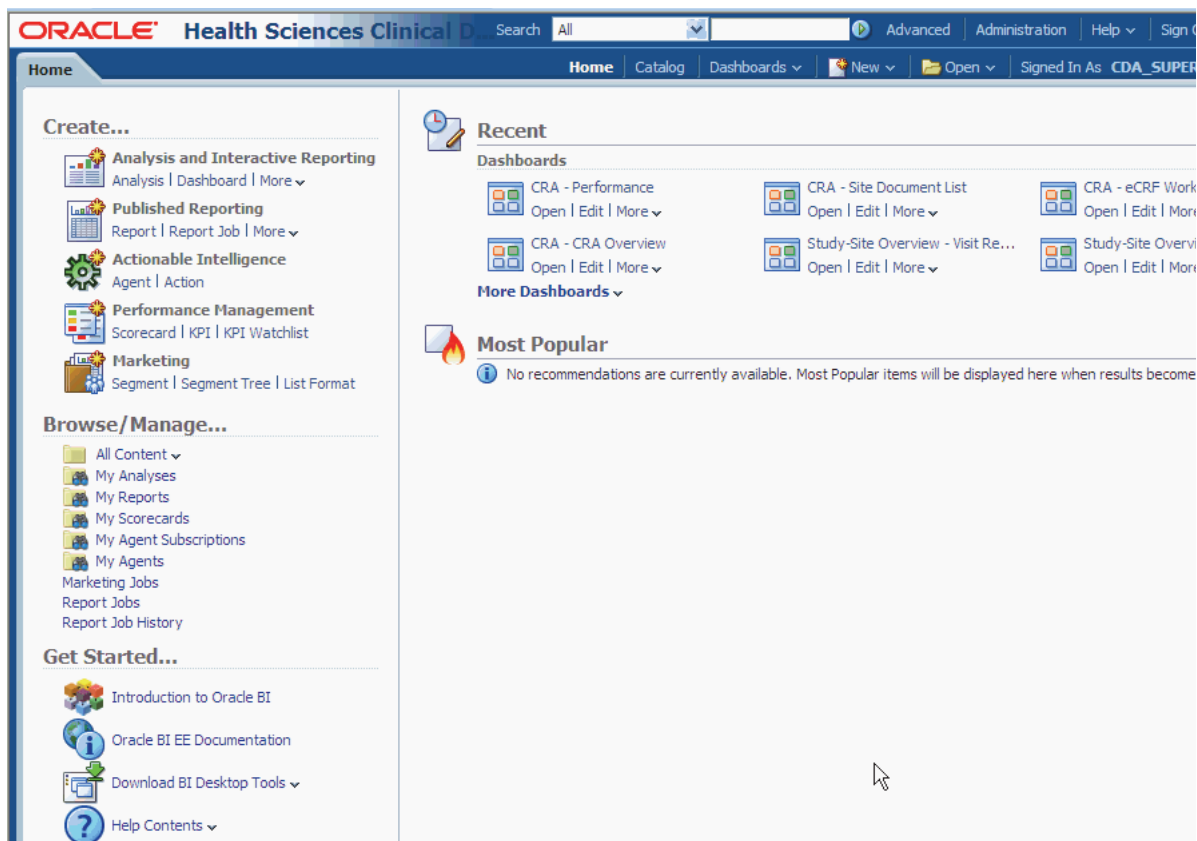 ORACLE Health Sciences Clinical D... Search All Advanced Administration Help Sign
Home
Home Catalog Dashboards New Open Signed In As CDA_SUPER
Create...
Analysis and Interactive Reporting
Analysis | Dashboard | More
Published Reporting
Report | Report Job | More
Actionable Intelligence
Agent | Action
Performance Management
Scorecard | KPI | KPI Watchlist
Marketing
Segment | Segment Tree | List Format
Browse/Manage...
All Content
My Analyses
My Reports
My Scorecards
My Agent Subscriptions
My Agents
Marketing Jobs
Report Jobs
Report Job History
Get Started...
Introduction to Oracle BI
Oracle BI EE Documentation
Download BI Desktop Tools
Help Contents
Recent
Dashboards
CRA - Performance
Open | Edit | More
CRA - Site Document List
Open | Edit | More
CRA - eCRF Work
Open | Edit | More
CRA - CRA Overview
Open | Edit | More
Study-Site Overview - Visit Re...
Open | Edit | More
Study-Site Overvi
Open | Edit | More
More Dashboards
Most Popular
No recommendations are currently available. Most Popular items will be displayed here when results become